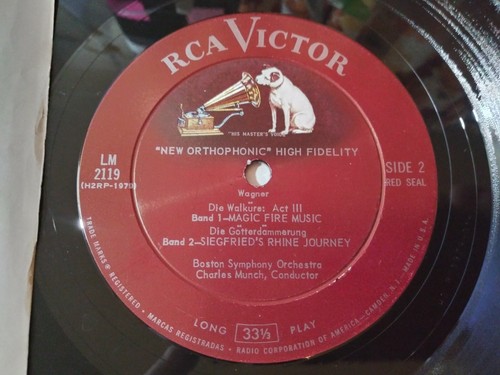 RCA VICTOR
"HIS MASTER'S VOICE"
"NEW ORTHOPHONIC" HIGH FIDELITY
LM
2119
(H2RP-1979)
SIDE 2
RED SEAL
Wagner
Die Walküre: Act III
Band 1—MAGIC FIRE MUSIC
Die Götterdämmerung
Band 2—SIEGFRIED'S RHINE JOURNEY
Boston Symphony Orchestra
Charles Munch, Conductor
LONG 33⅓ PLAY
TRADE MARKS ® REGISTERED • MARCAS REGISTRADAS — RADIO CORPORATION OF AMERICA—CAMDEN, N. J.—MADE IN U.S.A.